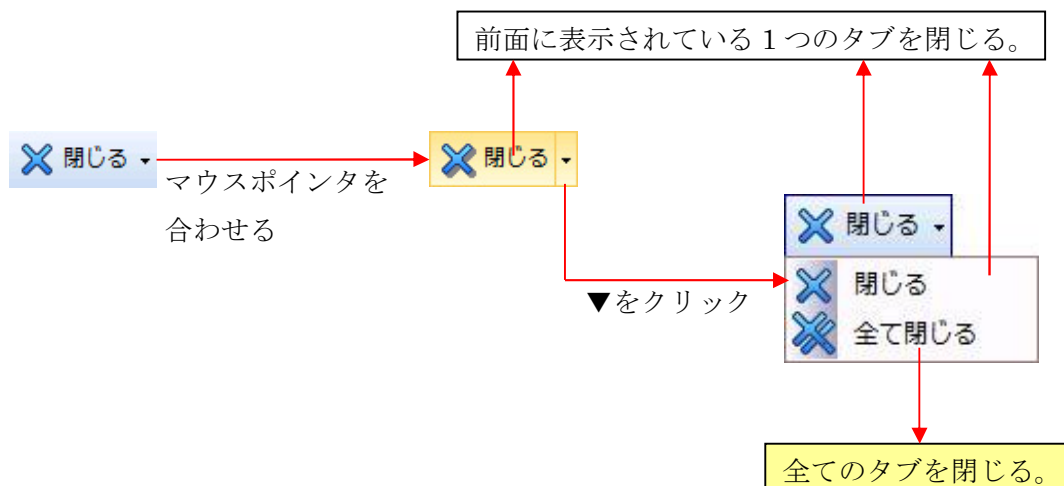 前面に表示されている１つのタブを閉じる。
閉じる
マウスポインタを
合わせる
閉じる
▼をクリック
閉じる
閉じる
全て閉じる
全てのタブを閉じる。